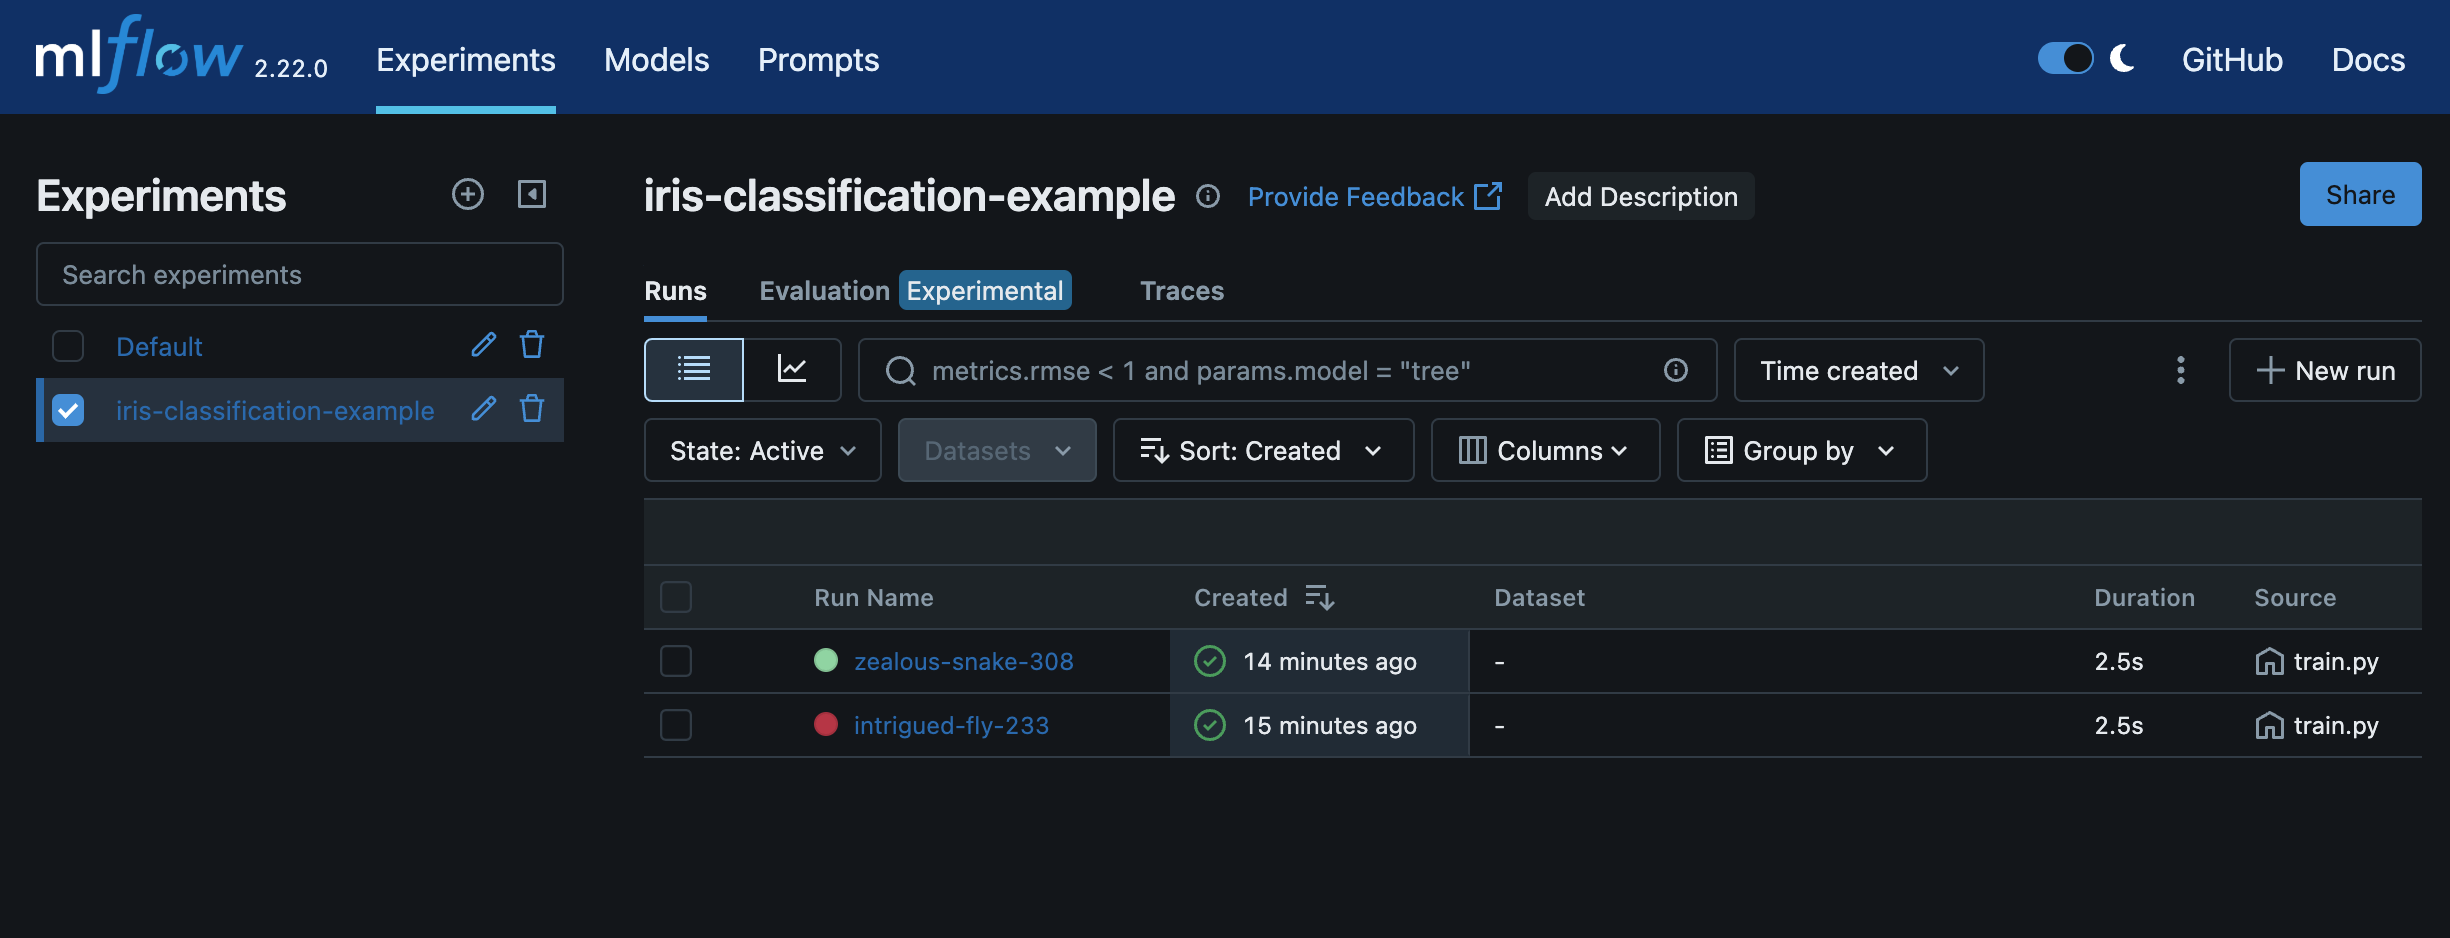 mlflow 2.22.0 Experiments Models Prompts GitHub Docs
Experiments
Search experiments
Default
iris-classification-example
iris-classification-example Provide Feedback Add Description Share
Runs Evaluation Experimental Traces
metrics.rmse < 1 and params.model = "tree" Time created New run
State: Active Datasets Sort: Created Columns Group by
Run Name Created Dataset Duration Source
zealous-snake-308 14 minutes ago - 2.5s train.py
intrigued-fly-233 15 minutes ago - 2.5s train.py